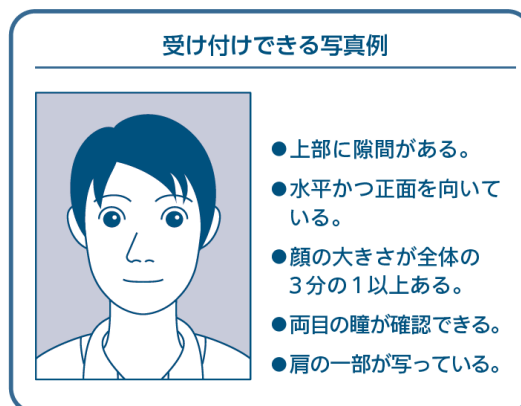 受け付けできる写真例
●上部に隙間がある。
●水平かつ正面を向いて
いる。
●顔の大きさが全体の
３分の１以上ある。
●両目の瞳が確認できる。
●肩の一部が写っている。